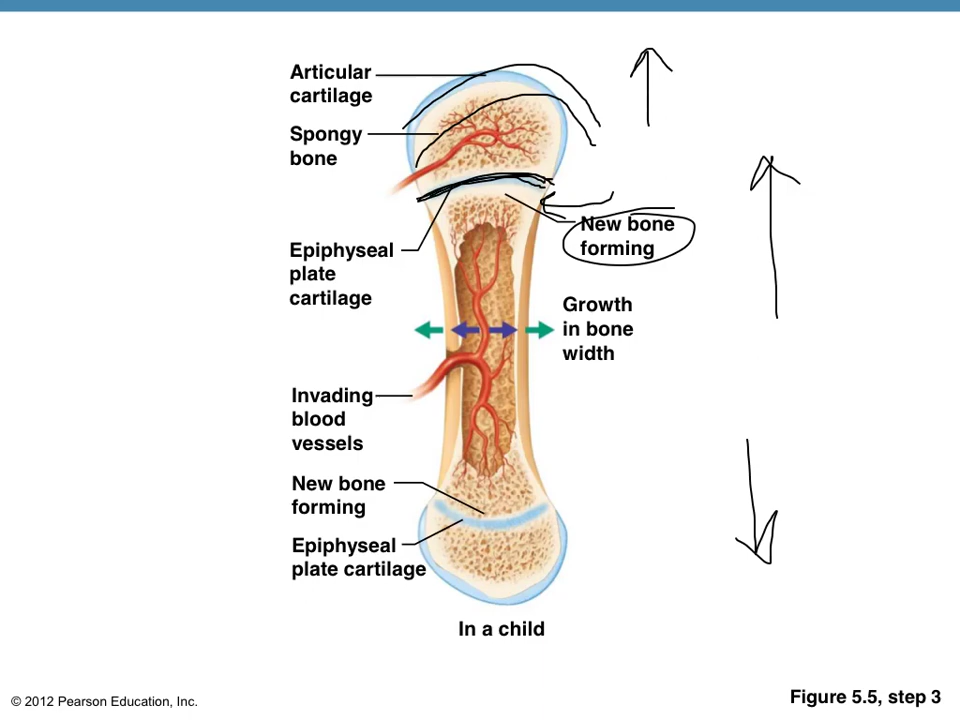 Articular
cartilage
Spongy
bone
New bone
forming
Epiphyseal
plate
cartilage
Growth
in bone
width
Invading
blood
vessels
New bone
forming
Epiphyseal
plate cartilage
In a child
© 2012 Pearson Education, Inc.
Figure 5.5, step 3